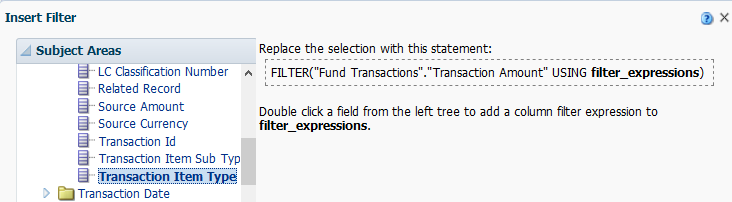 Insert Filter
Subject Areas
LC Classification Number
Related Record
Source Amount
Source Currency
Transaction Id
Transaction Item Sub Typ
Transaction Item Type
Transaction Date
Replace the selection with this statement:
FILTER("Fund Transactions"."Transaction Amount" USING filter_expressions)
Double click a field from the left tree to add a column filter expression to
filter_expressions.